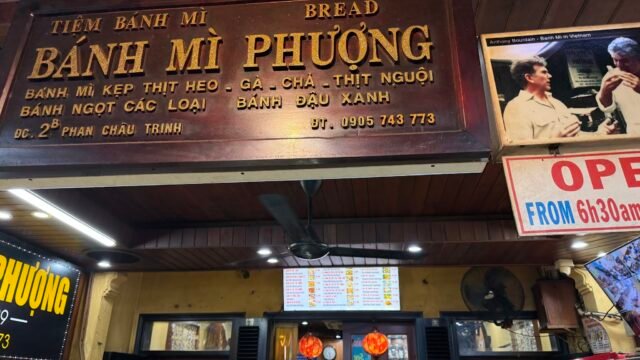 TIỆM BÁNH MÌ BREAD
BÁNH MÌ PHƯỢNG
BÁNH MÌ KẸP THỊT HEO - GÀ - CHẢ - THỊT NGUỘI
BÁNH NGỌT CÁC LOẠI BÁNH ĐẬU XANH
ĐC. 2B PHAN CHÂU TRINH ĐT. 0905 743 773
Anthony Bourdain - Banh Mi in Vietnam
OPE
FROM 6h30am
PHƯỢNG
9
73